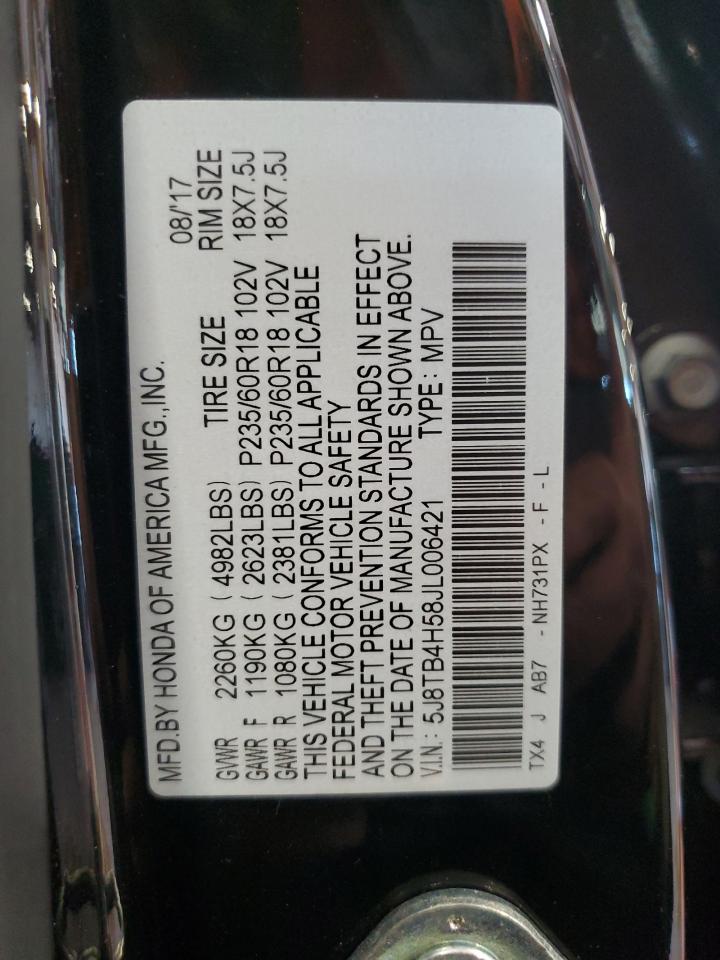 MFD.BY HONDA OF AMERICA MFG.,INC.
08/'17
TIRE SIZE RIM SIZE
GVWR 2260KG ( 4982LBS)
GAWR F 1190KG ( 2623LBS) P235/60R18 102V 18X7.5J
GAWR R 1080KG ( 2381LBS) P235/60R18 102V 18X7.5J
THIS VEHICLE CONFORMS TO ALL APPLICABLE
FEDERAL MOTOR VEHICLE SAFETY
AND THEFT PREVENTION STANDARDS IN EFFECT
ON THE DATE OF MANUFACTURE SHOWN ABOVE.
V.I.N.: 5J8TB4H58JL006421 TYPE: MPV
TX4 J AB7 - NH731PX - F - L